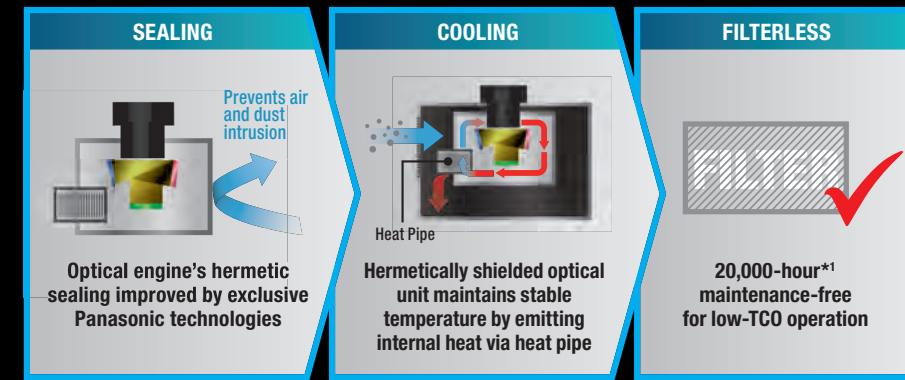 SEALING
Prevents air
and dust
intrusion
Optical engine's hermetic
sealing improved by exclusive
Panasonic technologies
COOLING
Heat Pipe
Hermetically shielded optical
unit maintains stable
temperature by emitting
internal heat via heat pipe
FILTERLESS
FILTER
20,000-hour*1
maintenance-free
for low-TCO operation